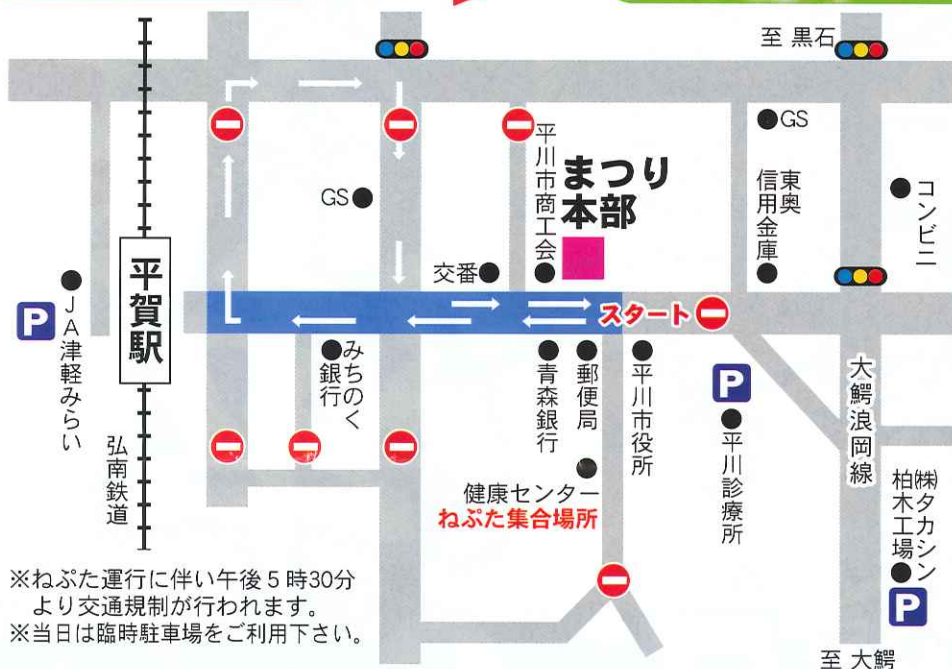 至 黒石
GS
平川市商工会
まつり
本部
東奥
信用金庫
GS
コンビニ
交番
平賀駅
P
JA津軽みらい
スタート
みちのく
銀行
青森銀行
郵便局
平川市役所
P
平川診療所
大鰐浪岡線
弘南鉄道
健康センター
ねぷた集合場所
㈱タカシン
柏木工場
P
※ねぷた運行に伴い午後5時30分
より交通規制が行われます。
※当日は臨時駐車場をご利用下さい。
至 大鰐